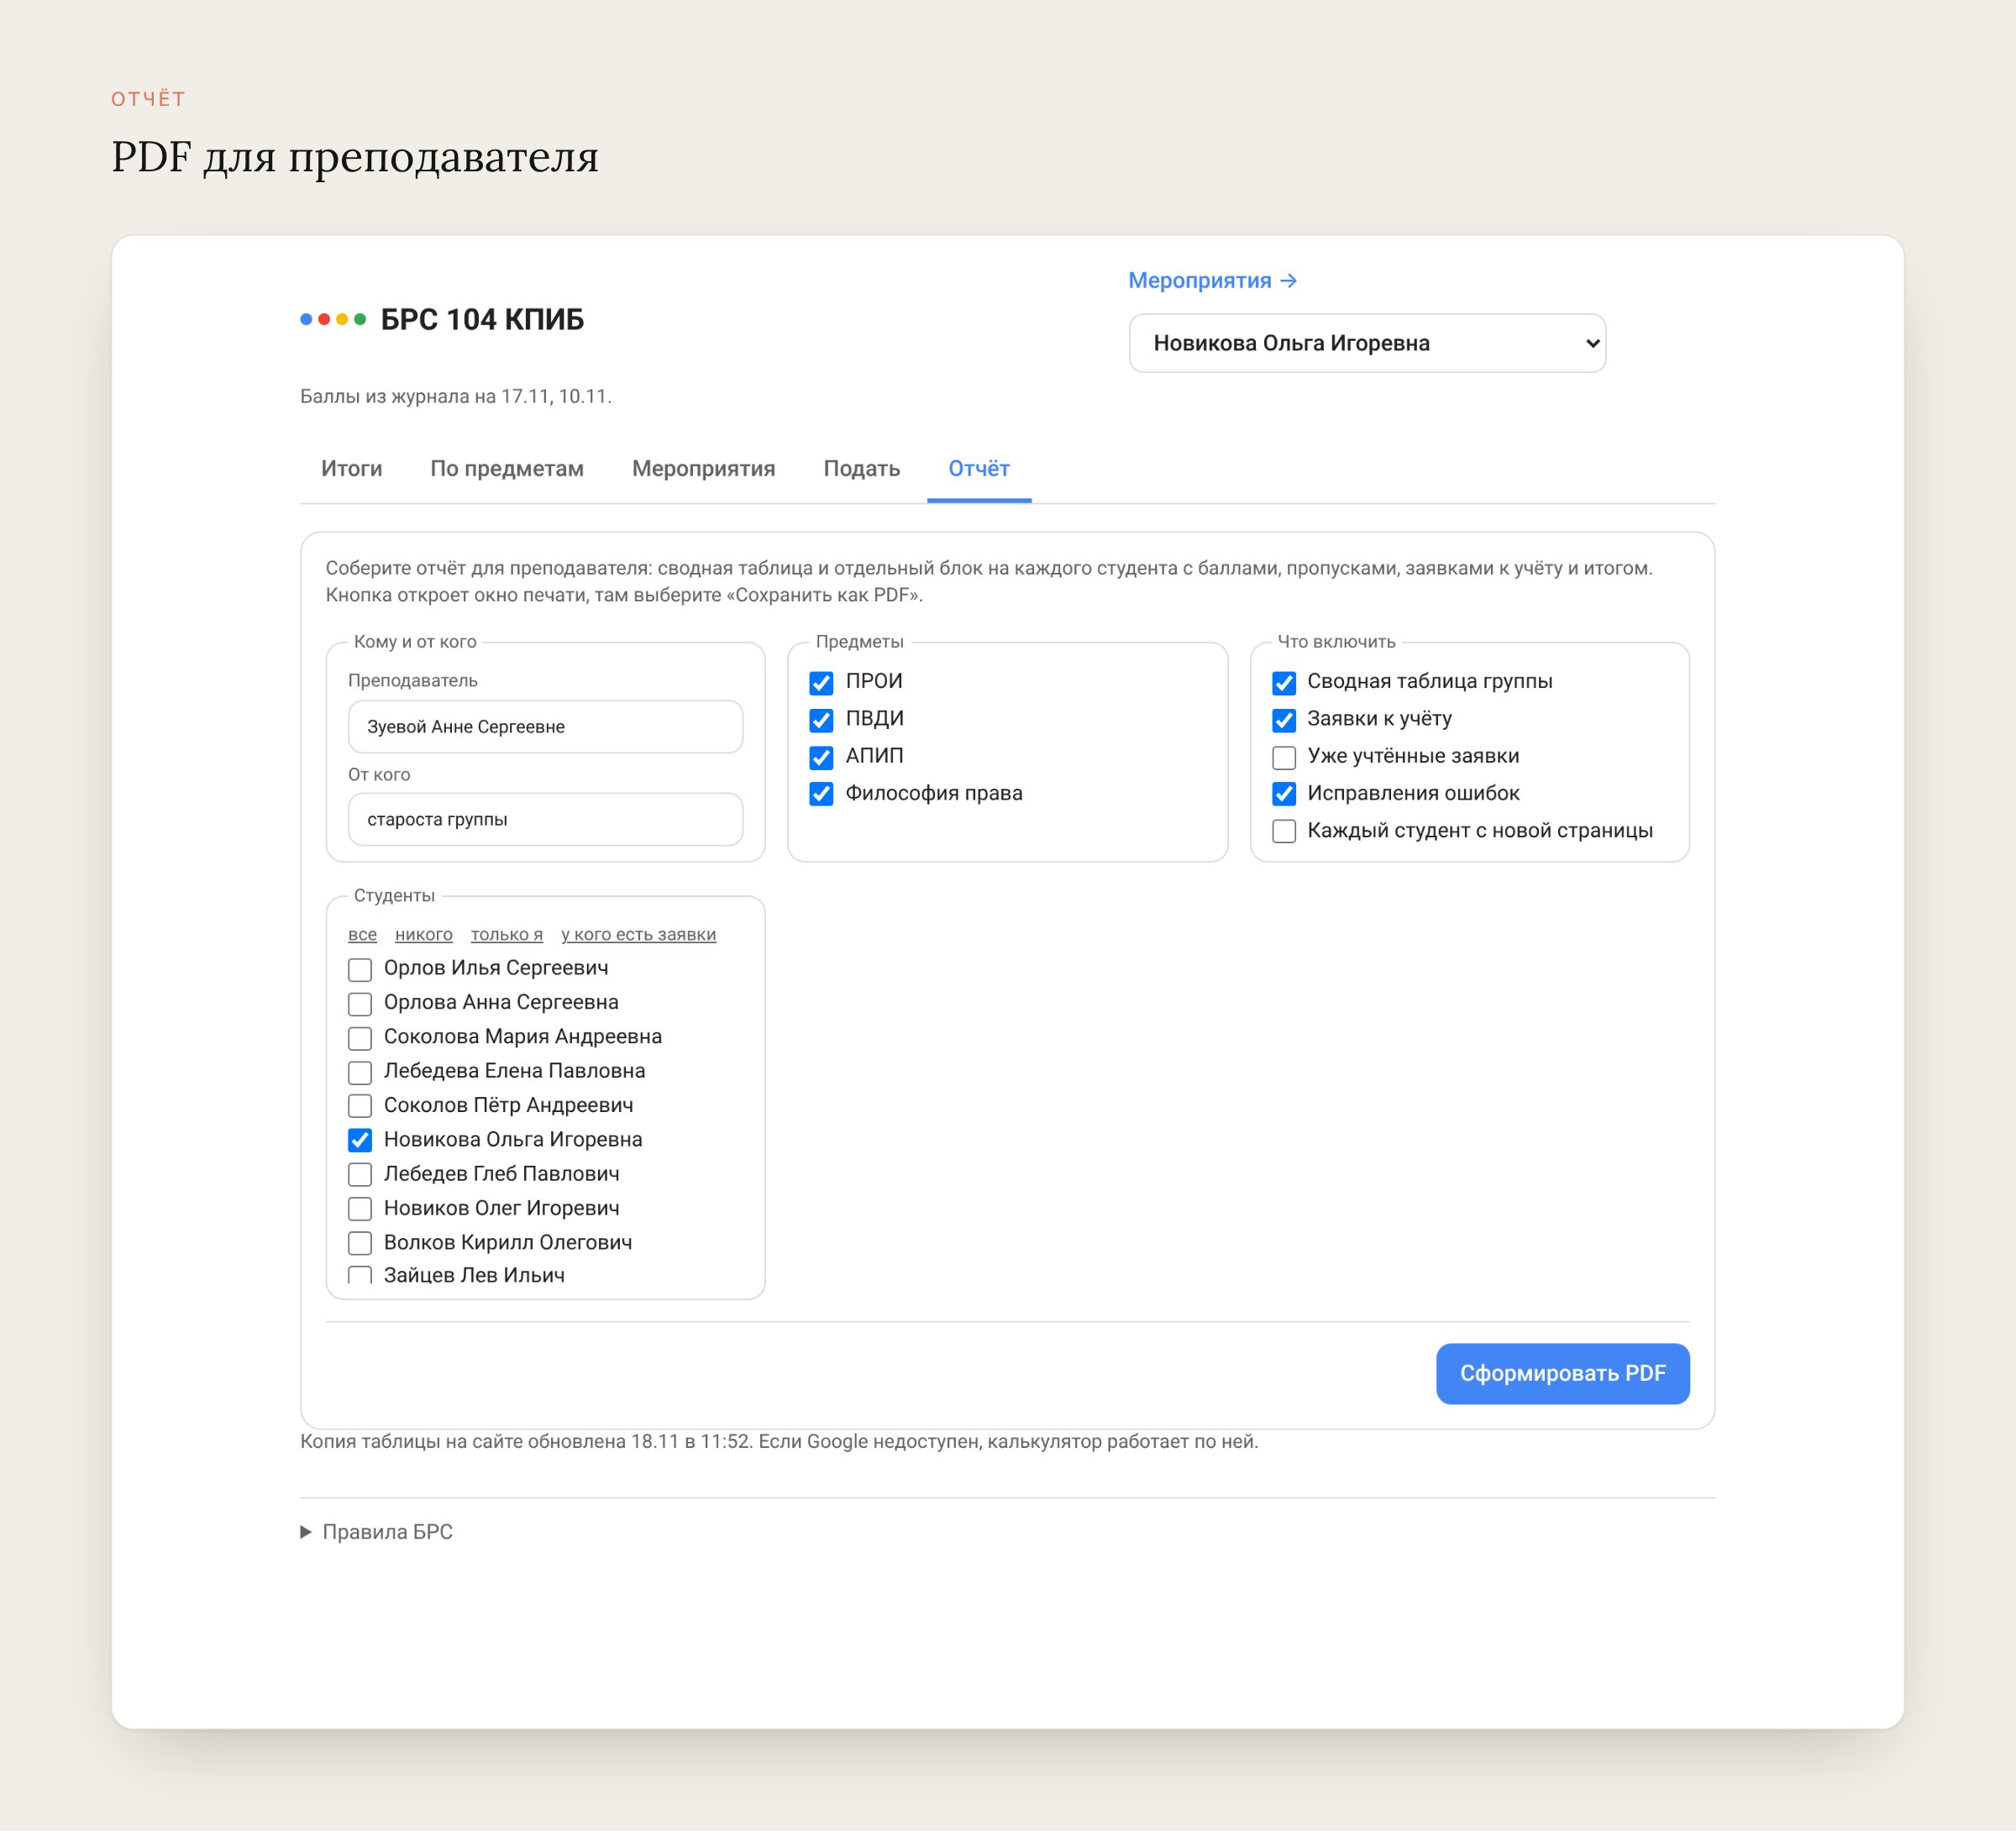 ОТЧЁТ
PDF для преподавателя
Мероприятия →
БРС 104 КПИБ
Новикова Ольга Игоревна
Баллы из журнала на 17.11, 10.11.
Итоги По предметам Мероприятия Подать Отчёт
Соберите отчёт для преподавателя: сводная таблица и отдельный блок на каждого студента с баллами, пропусками, заявками к учёту и итогом.
Кнопка откроет окно печати, там выберите «Сохранить как PDF».
Кому и от кого
Преподаватель
Зуевой Анне Сергеевне
От кого
староста группы
Предметы
ПРОИ
ПВДИ
АПИП
Философия права
Что включить
Сводная таблица группы
Заявки к учёту
Уже учтённые заявки
Исправления ошибок
Каждый студент с новой страницы
Студенты
все никого только я у кого есть заявки
Орлов Илья Сергеевич
Орлова Анна Сергеевна
Соколова Мария Андреевна
Лебедева Елена Павловна
Соколов Пётр Андреевич
Новикова Ольга Игоревна
Лебедев Глеб Павлович
Новиков Олег Игоревич
Волков Кирилл Олегович
Зайцев Лев Ильич
Сформировать PDF
Копия таблицы на сайте обновлена 18.11 в 11:52. Если Google недоступен, калькулятор работает по ней.
Правила БРС